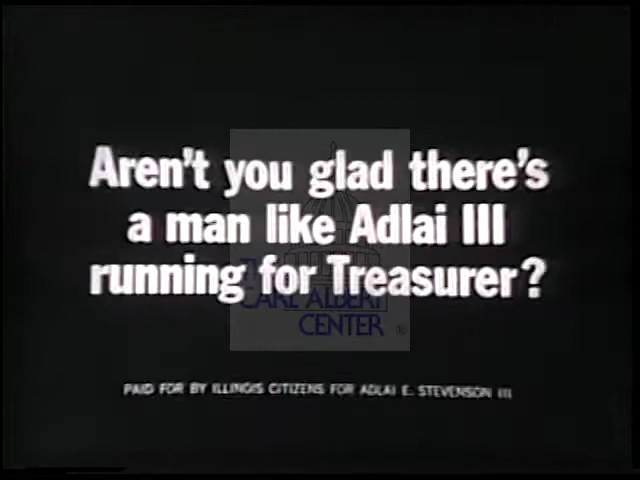 Aren't you glad there's
a man like Adlai III
running for Treasurer?
THE
CARL ALBERT
CENTER ®
PAID FOR BY ILLINOIS CITIZENS FOR ADLAI E. STEVENSON III